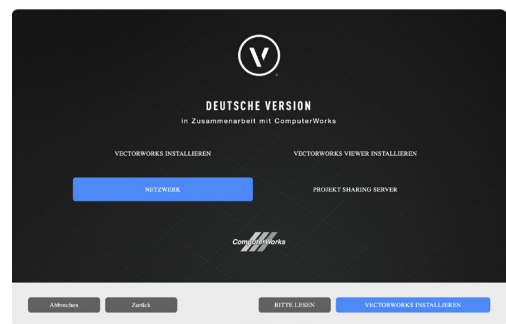 V
DEUTSCHE VERSION
in Zusammenarbeit mit ComputerWorks
VECTORWORKS INSTALLIEREN
VECTORWORKS VIEWER INSTALLIEREN
NETZWERK
PROJEKT SHARING SERVER
ComputerWorks
Abbrechen
Zurück
BITTE LESEN
VECTORWORKS INSTALLIEREN